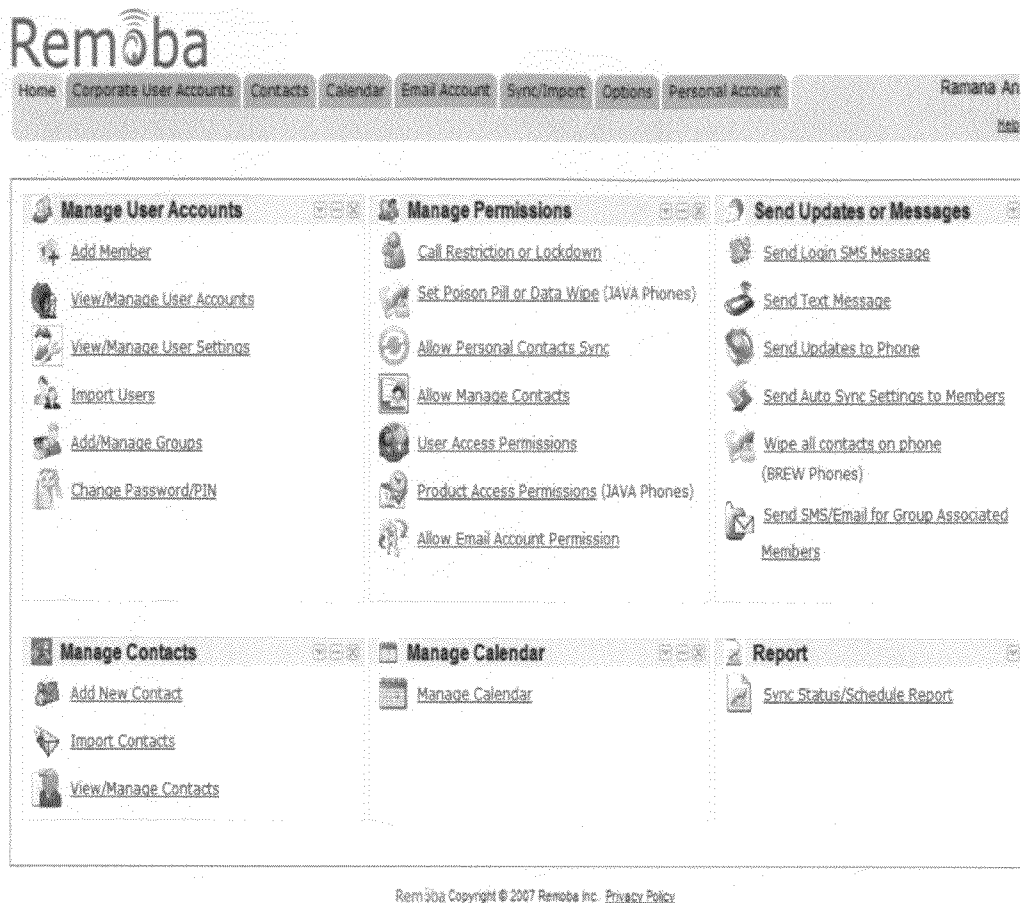 Remoba
Home Corporate User Accounts Contacts Calendar Email Account Sync/Import Options Personal Account
Ramana An
Help
Manage User Accounts
Add Member
View/Manage User Accounts
View/Manage User Settings
Import Users
Add/Manage Groups
Change Password/PIN
Manage Permissions
Call Restriction or Lockdown
Set Poison Pill or Data Wipe (JAVA Phones)
Allow Personal Contacts Sync
Allow Manage Contacts
User Access Permissions
Product Access Permissions (JAVA Phones)
Allow Email Account Permission
Send Updates or Messages
Send Login SMS Message
Send Text Message
Send Updates to Phone
Send Auto Sync Settings to Members
Wipe all contacts on phone
(BREW Phones)
Send SMS/Email for Group Associated
Members
Manage Contacts
Add New Contact
Import Contacts
View/Manage Contacts
Manage Calendar
Manage Calendar
Report
Sync Status/Schedule Report
Remoba Copyright © 2007 Remoba Inc. Privacy Policy